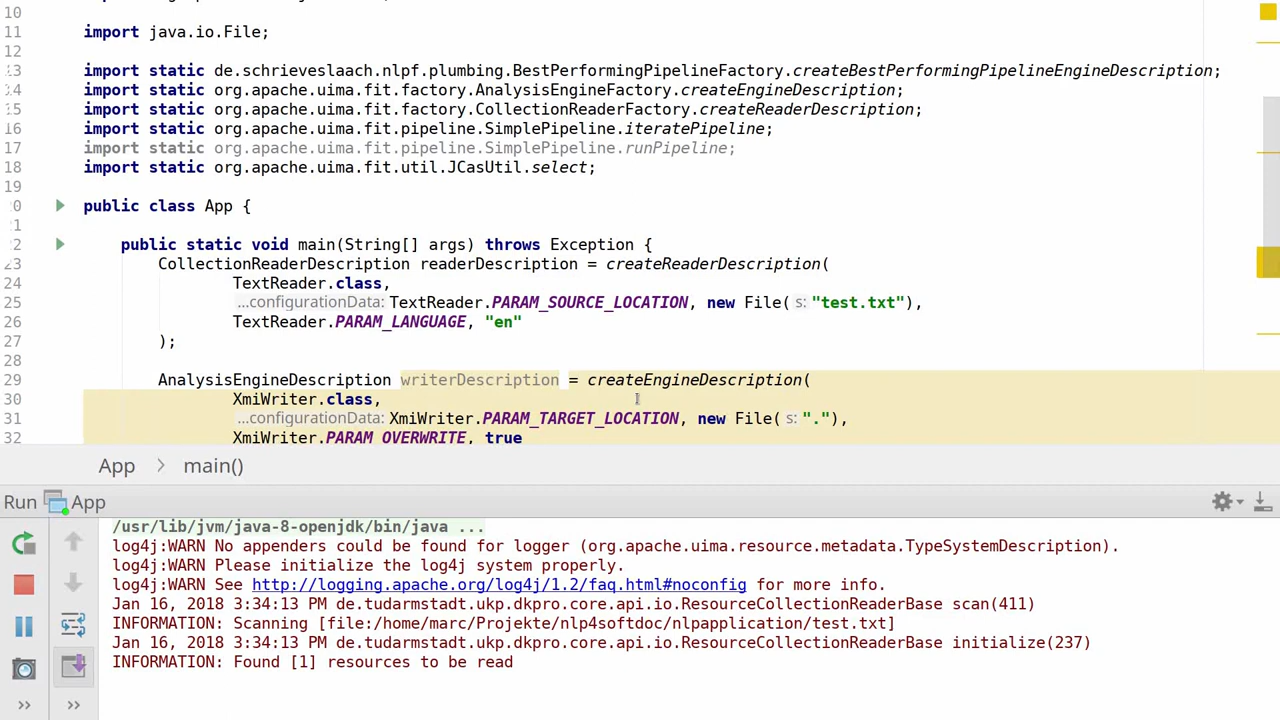 10
11 import java.io.File;
12
13 import static de.schrieveslaach.nlpf.plumbing.BestPerformingPipelineFactory.createBestPerformingPipelineEngineDescription;
14 import static org.apache.uima.fit.factory.AnalysisEngineFactory.createEngineDescription;
15 import static org.apache.uima.fit.factory.CollectionReaderFactory.createReaderDescription;
16 import static org.apache.uima.fit.pipeline.SimplePipeline.iteratePipeline;
17 import static org.apache.uima.fit.pipeline.SimplePipeline.runPipeline;
18 import static org.apache.uima.fit.util.JCasUtil.select;
19
20 public class App {
21
22 public static void main(String[] args) throws Exception {
23 CollectionReaderDescription readerDescription = createReaderDescription(
24 TextReader.class,
25 ...configurationData: TextReader.PARAM_SOURCE_LOCATION, new File( s: "test.txt"),
26 TextReader.PARAM_LANGUAGE, "en"
27 );
28
29 AnalysisEngineDescription writerDescription = createEngineDescription(
30 XmiWriter.class,
31 ...configurationData: XmiWriter.PARAM_TARGET_LOCATION, new File( s: "."),
32 XmiWriter.PARAM_OVERWRITE, true
App > main()
Run App
/usr/lib/jvm/java-8-openjdk/bin/java ...
log4j:WARN No appenders could be found for logger (org.apache.uima.resource.metadata.TypeSystemDescription).
log4j:WARN Please initialize the log4j system properly.
log4j:WARN See http://logging.apache.org/log4j/1.2/faq.html#noconfig for more info.
Jan 16, 2018 3:34:13 PM de.tudarmstadt.ukp.dkpro.core.api.io.ResourceCollectionReaderBase scan(411)
INFORMATION: Scanning [file:/home/marc/Projekte/nlp4softdoc/nlpapplication/test.txt]
Jan 16, 2018 3:34:13 PM de.tudarmstadt.ukp.dkpro.core.api.io.ResourceCollectionReaderBase initialize(237)
INFORMATION: Found [1] resources to be read
>> >>